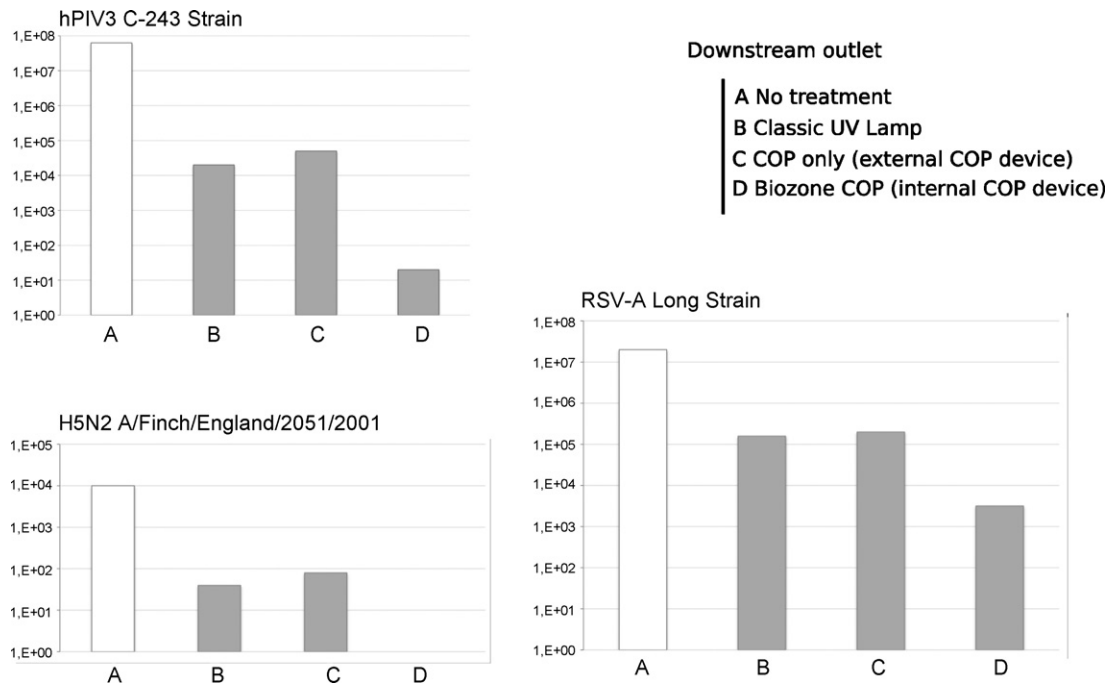 hPIV3 C-243 Strain
1,E+08
1,E+07
1,E+06
1,E+05
1,E+04
1,E+03
1,E+02
1,E+01
1,E+00
A B C D
Downstream outlet
A No treatment
B Classic UV Lamp
C COP only (external COP device)
D Biozone COP (internal COP device)
H5N2 A/Finch/England/2051/2001
1,E+05
1,E+04
1,E+03
1,E+02
1,E+01
1,E+00
A B C D
RSV-A Long Strain
1,E+08
1,E+07
1,E+06
1,E+05
1,E+04
1,E+03
1,E+02
1,E+01
1,E+00
A B C D